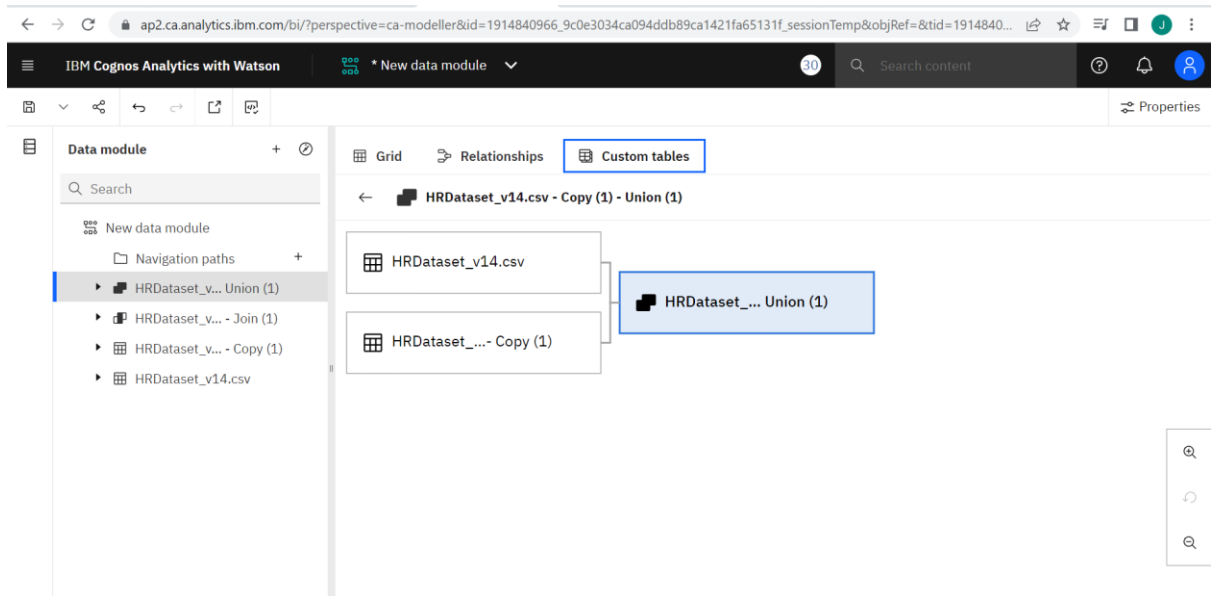 ap2.ca.analytics.ibm.com/bi/?perspective=ca-modeller&id=1914840966_9c0e3034ca094ddb89ca1421fa65131f_sessionTemp&objRef=&tid=1914840... J
IBM Cognos Analytics with Watson * New data module 30 Search content
Properties
Data module +
Grid Relationships Custom tables
Search
HRDataset_v14.csv - Copy (1) - Union (1)
New data module
Navigation paths +
HRDataset_v... Union (1)
HRDataset_v... - Join (1)
HRDataset_v... - Copy (1)
HRDataset_v14.csv
HRDataset_v14.csv
HRDataset_... Union (1)
HRDataset_...- Copy (1)